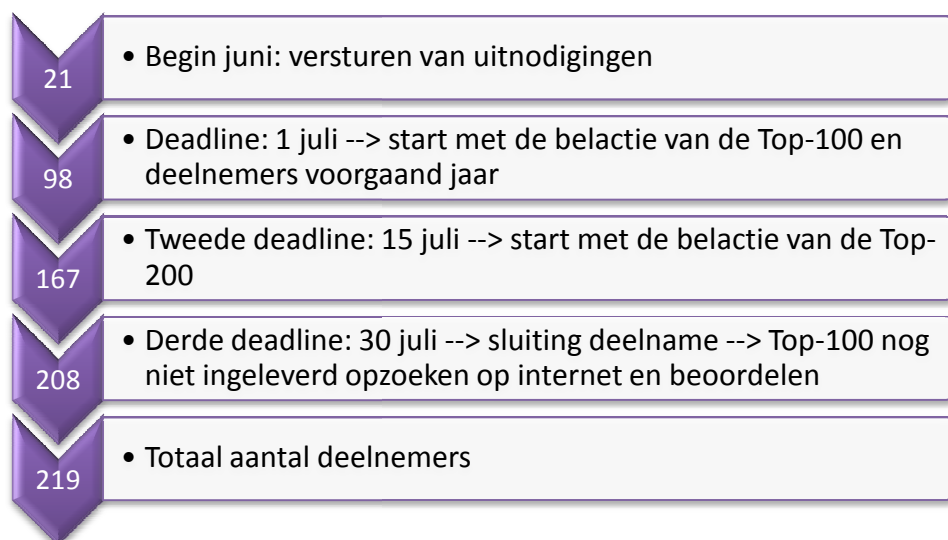 21
• Begin juni: versturen van uitnodigingen
98
• Deadline: 1 juli --> start met de belactie van de Top-100 en
deelnemers voorgaand jaar
167
• Tweede deadline: 15 juli --> start met de belactie van de Top-
200
208
• Derde deadline: 30 juli --> sluiting deelname --> Top-100 nog
niet ingeleverd opzoeken op internet en beoordelen
219
• Totaal aantal deelnemers